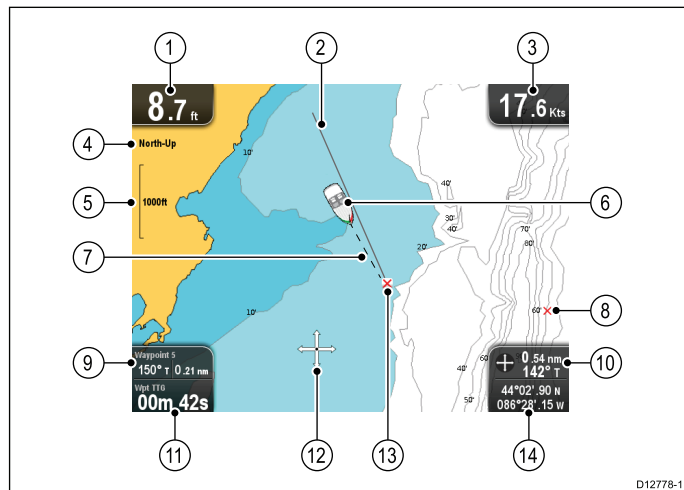 1
2
3
8.7 ft
17.6 Kts
4
North-Up
10'
5
1000ft
40'
6
30'
40'
70'
80'
20'
7
10'
60'
8
13
9
Waypoint 5
150° T 0.21 nm
60
0.54 nm
142° T
10
40'
Wpt TTG
00m 42s
44°02'.90 N
086°28'.15 W
50'
11
12
13
14
D12778-1